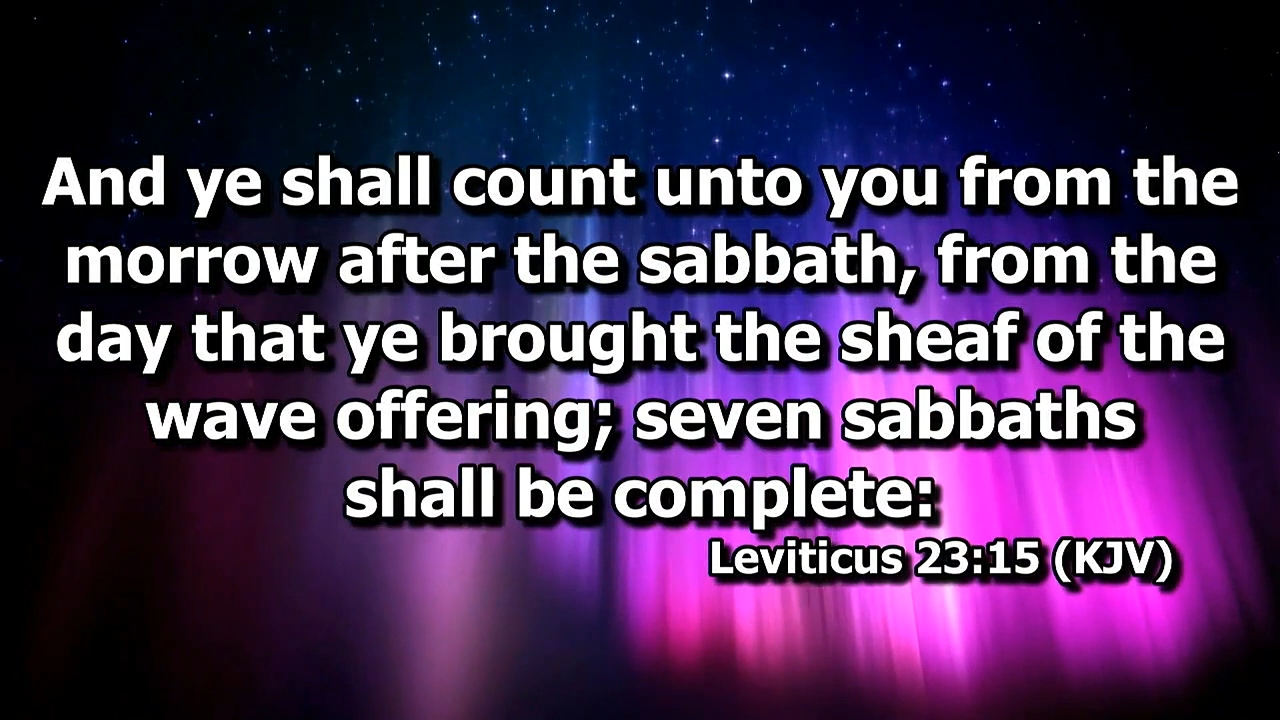 And ye shall count unto you from the
morrow after the sabbath, from the
day that ye brought the sheaf of the
wave offering; seven sabbaths
shall be complete:
Leviticus 23:15 (KJV)